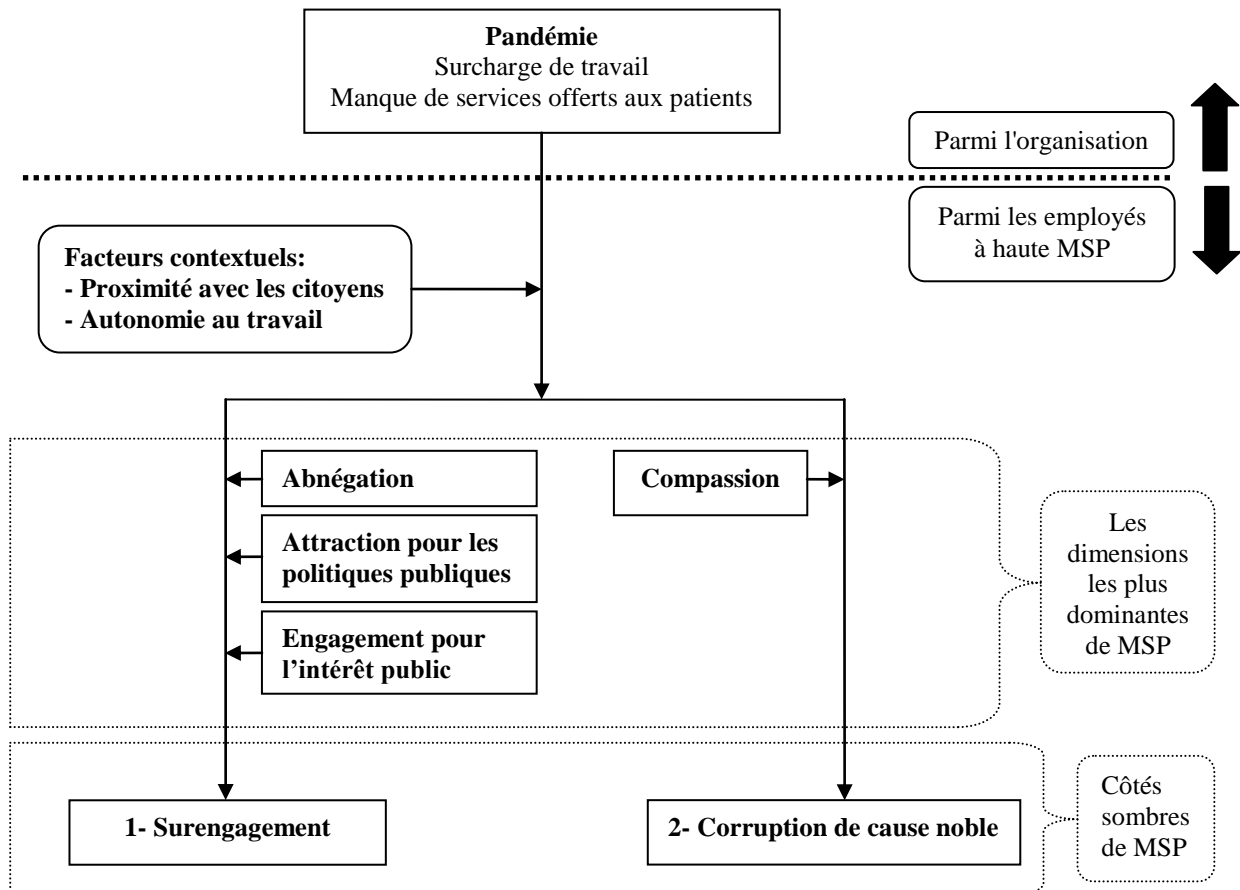 Pandémie
Surcharge de travail
Manque de services offerts aux patients
Parmi l'organisation
Parmi les employés
à haute MSP
Facteurs contextuels:
- Proximité avec les citoyens
- Autonomie au travail
Abnégation
Attraction pour les
politiques publiques
Engagement pour
l’intérêt public
Compassion
Les
dimensions
les plus
dominantes
de MSP
1- Surengagement
2- Corruption de cause noble
Côtés
sombres
de MSP